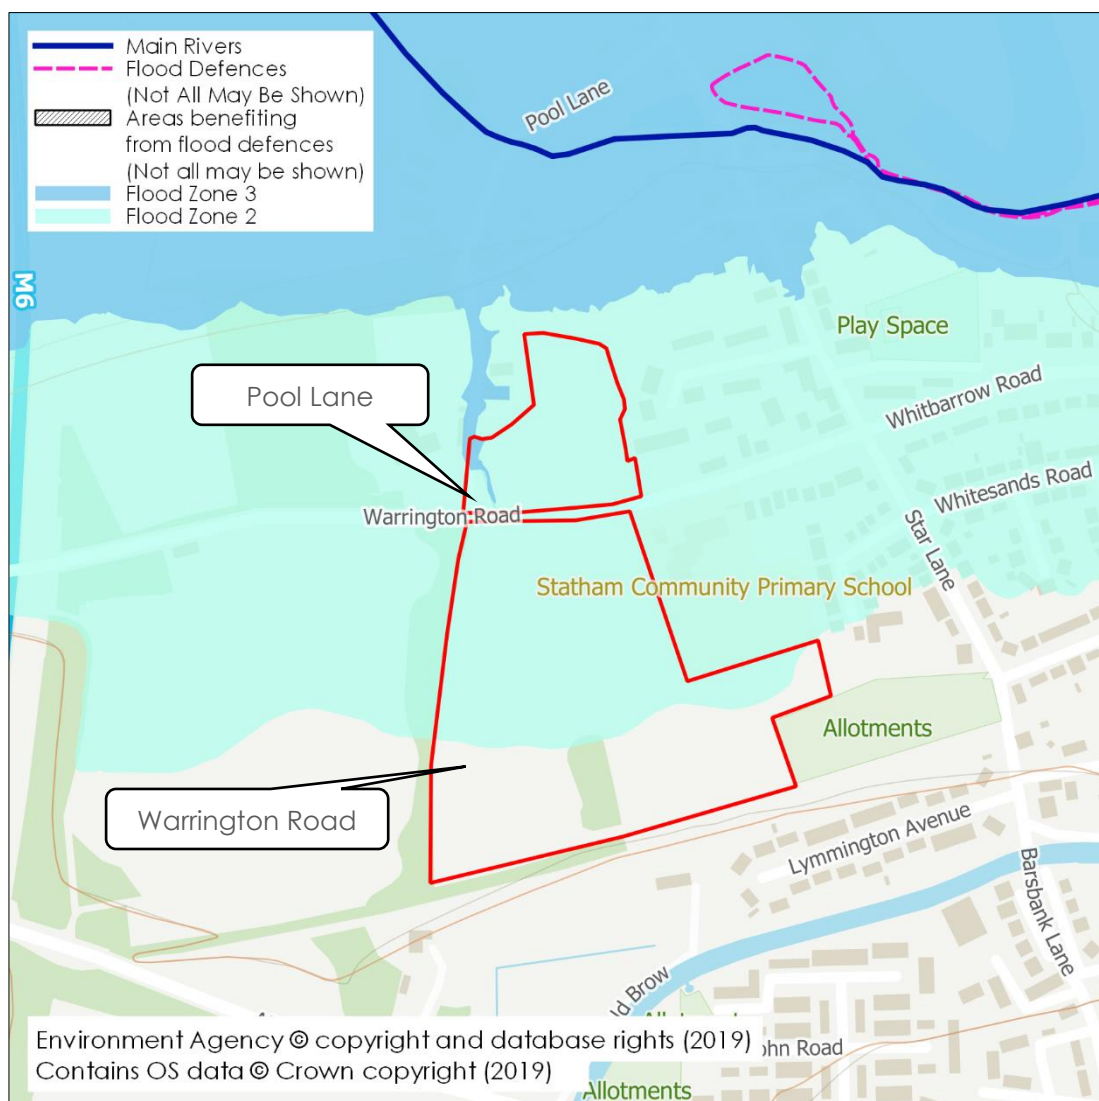 Main Rivers
Flood Defences
(Not All May Be Shown)
Areas benefiting
from flood defences
(Not all may be shown)
Flood Zone 3
Flood Zone 2
Pool Lane
M6
Play Space
Pool Lane
Whitbarrow Road
Whitesands Road
Warrington Road
Star Lane
Statham Community Primary School
Allotments
Warrington Road
Lymmington Avenue
Barsbank Lane
ld Brow
Environment Agency © copyright and database rights (2019)
ohn Road
Contains OS data © Crown copyright (2019)
Allotments